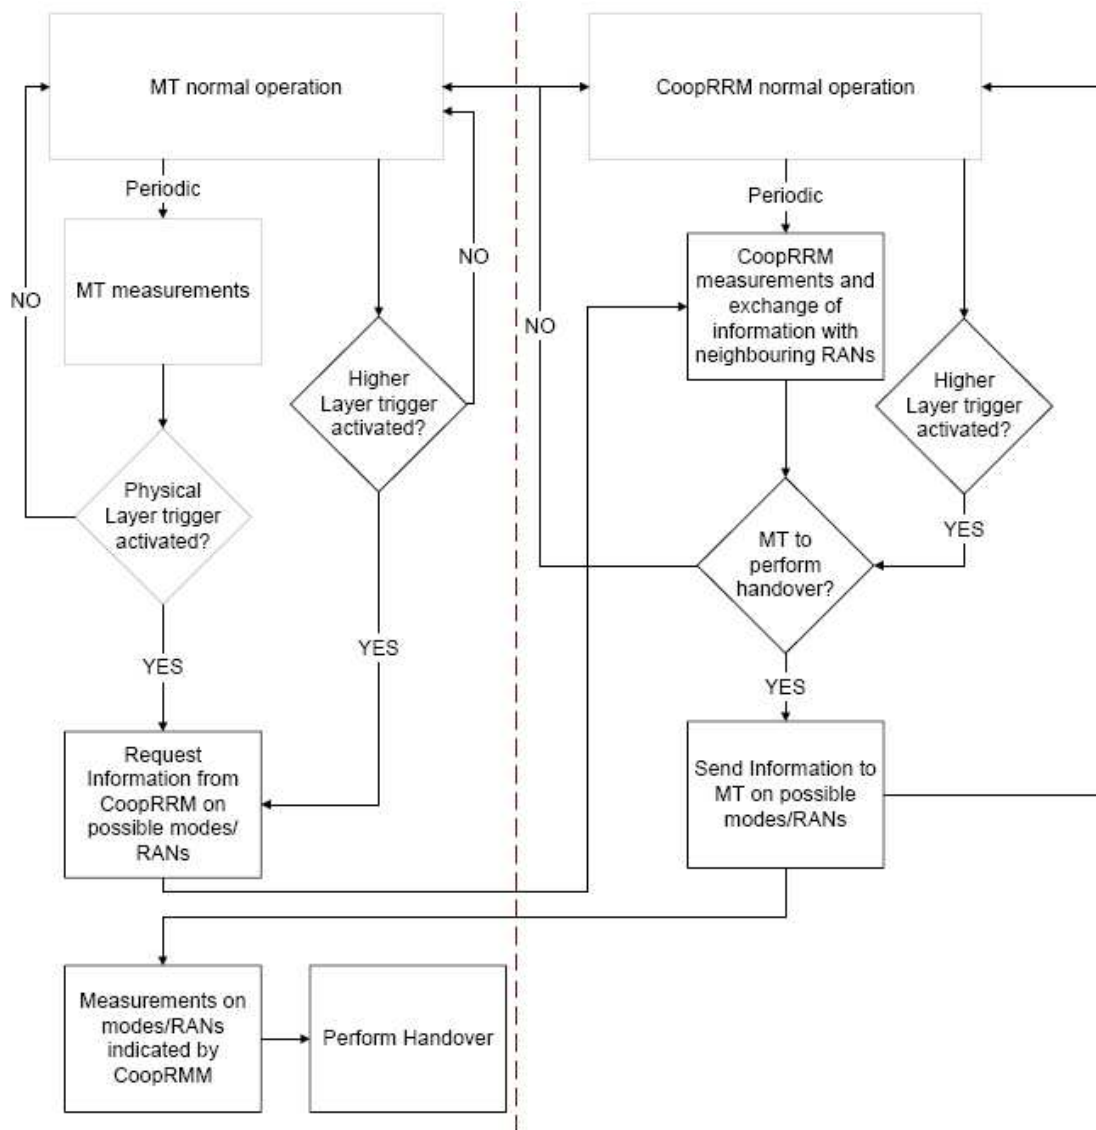 MT normal operation
CoopRRM normal operation
Periodic
Periodic
MT measurements
NO
NO
CoopRRM
measurements and
exchange of
information with
neighbouring RANs
NO
Higher
Layer trigger
activated?
Higher
Layer trigger
activated?
Physical
Layer trigger
activated?
YES
MT to
perform
handover?
YES
YES
YES
Request
Information from
CoopRRM on
possible modes/
RANs
Send Information to
MT on possible
modes/RANs
Measurements on
modes/RANs
indicated by
CoopRMM
Perform Handover